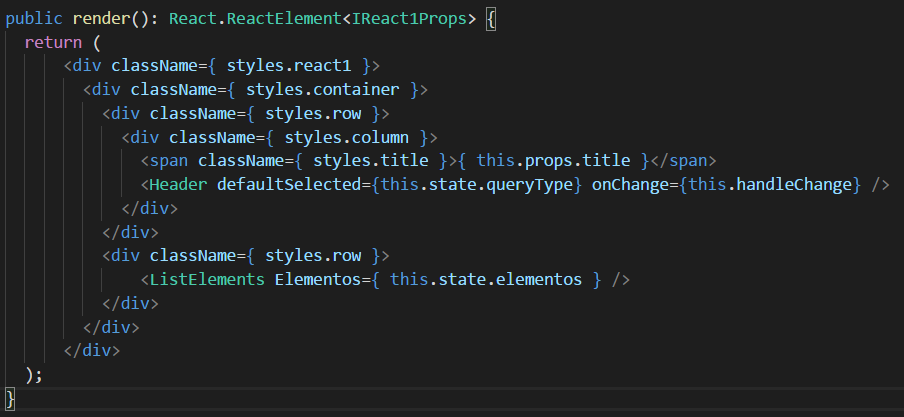 public render(): React.ReactElement<IReact1Props> {
return (
<div className={ styles.react1 }>
<div className={ styles.container }>
<div className={ styles.row }>
<div className={ styles.column }>
<span className={ styles.title }>{ this.props.title }</span>
<Header defaultSelected={this.state.queryType} onChange={this.handleChange} />
</div>
</div>
<div className={ styles.row }>
<ListElements Elementos={ this.state.elementos } />
</div>
</div>
</div>
);
}